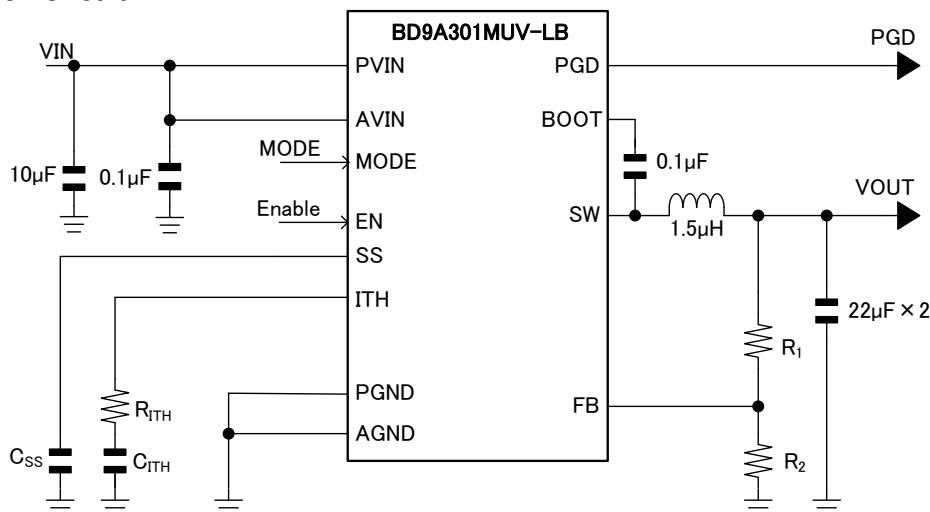 BD9A301MUV-LB
VIN
PVIN
PGD
PGD
AVIN
BOOT
MODE
MODE
10µF
0.1µF
0.1µF
VOUT
Enable
EN
SW
1.5µH
SS
ITH
22µF × 2
R₁
PGND
R_ITH
FB
AGND
C_SS
C_ITH
R₂